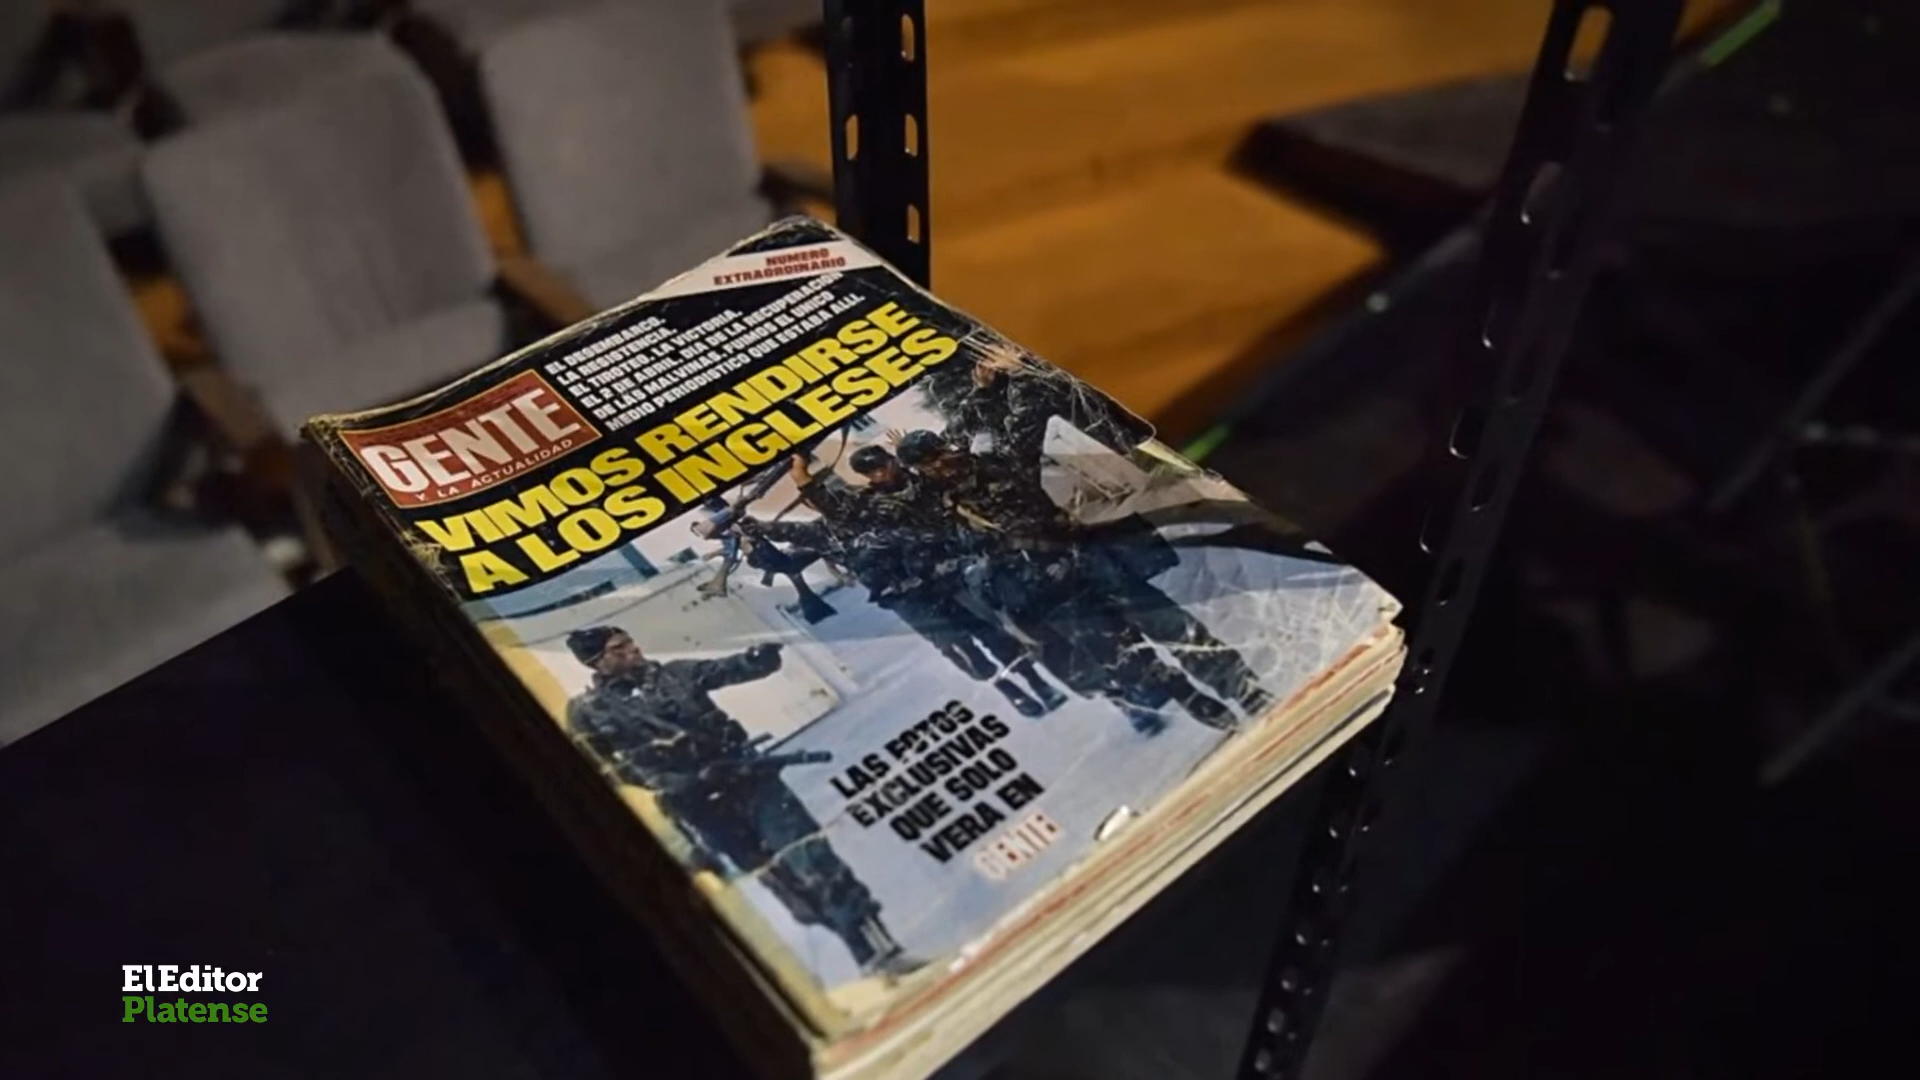 NUMERO
EXTRAORDINARIO
EL DESEMBARCO.
LA RESISTENCIA.
EL TIROTEO. LA VICTORIA.
EL 2 DE ABRIL, DIA DE LA RECUPERACION
DE LAS MALVINAS, FUIMOS EL UNICO
MEDIO PERIODISTICO QUE ESTABA ALLI.
GENTE
Y LA ACTUALIDAD
VIMOS RENDIRSE
A LOS INGLESES
LAS FOTOS
EXCLUSIVAS
QUE SOLO
VERA EN
GENTE
El Editor
Platense